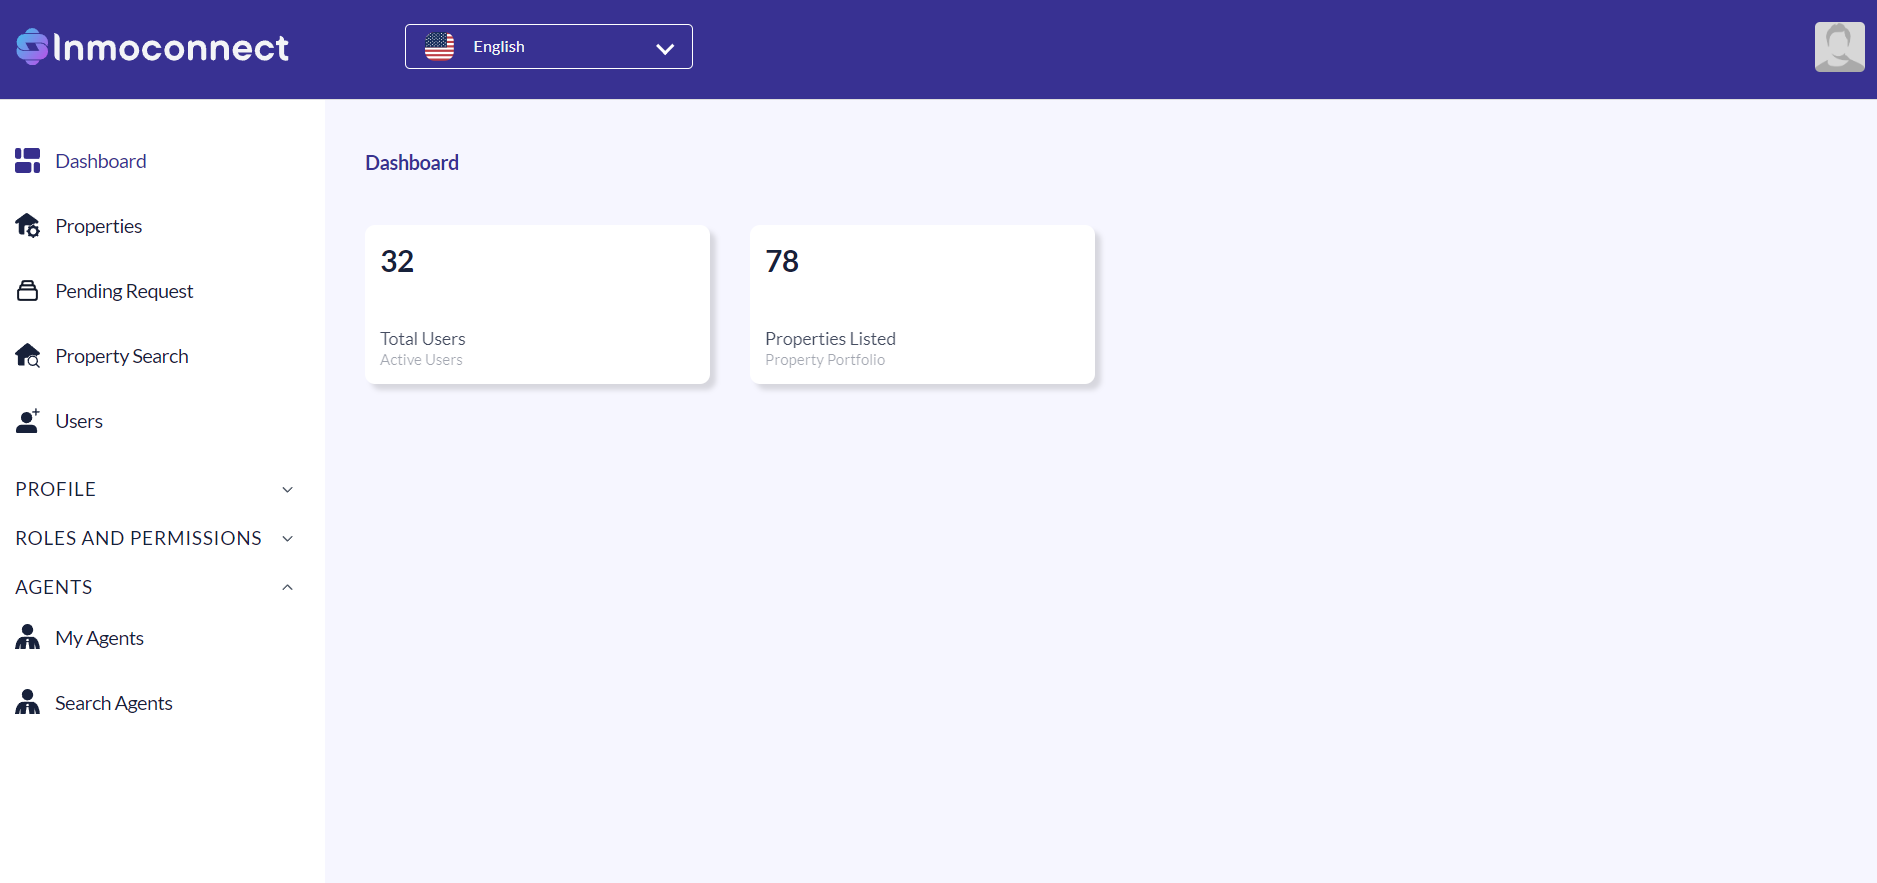 Inmoconnect
English
Dashboard
Properties
Pending Request
Property Search
Users
PROFILE
ROLES AND PERMISSIONS
AGENTS
My Agents
Search Agents
Dashboard
32
Total Users
Active Users
78
Properties Listed
Property Portfolio